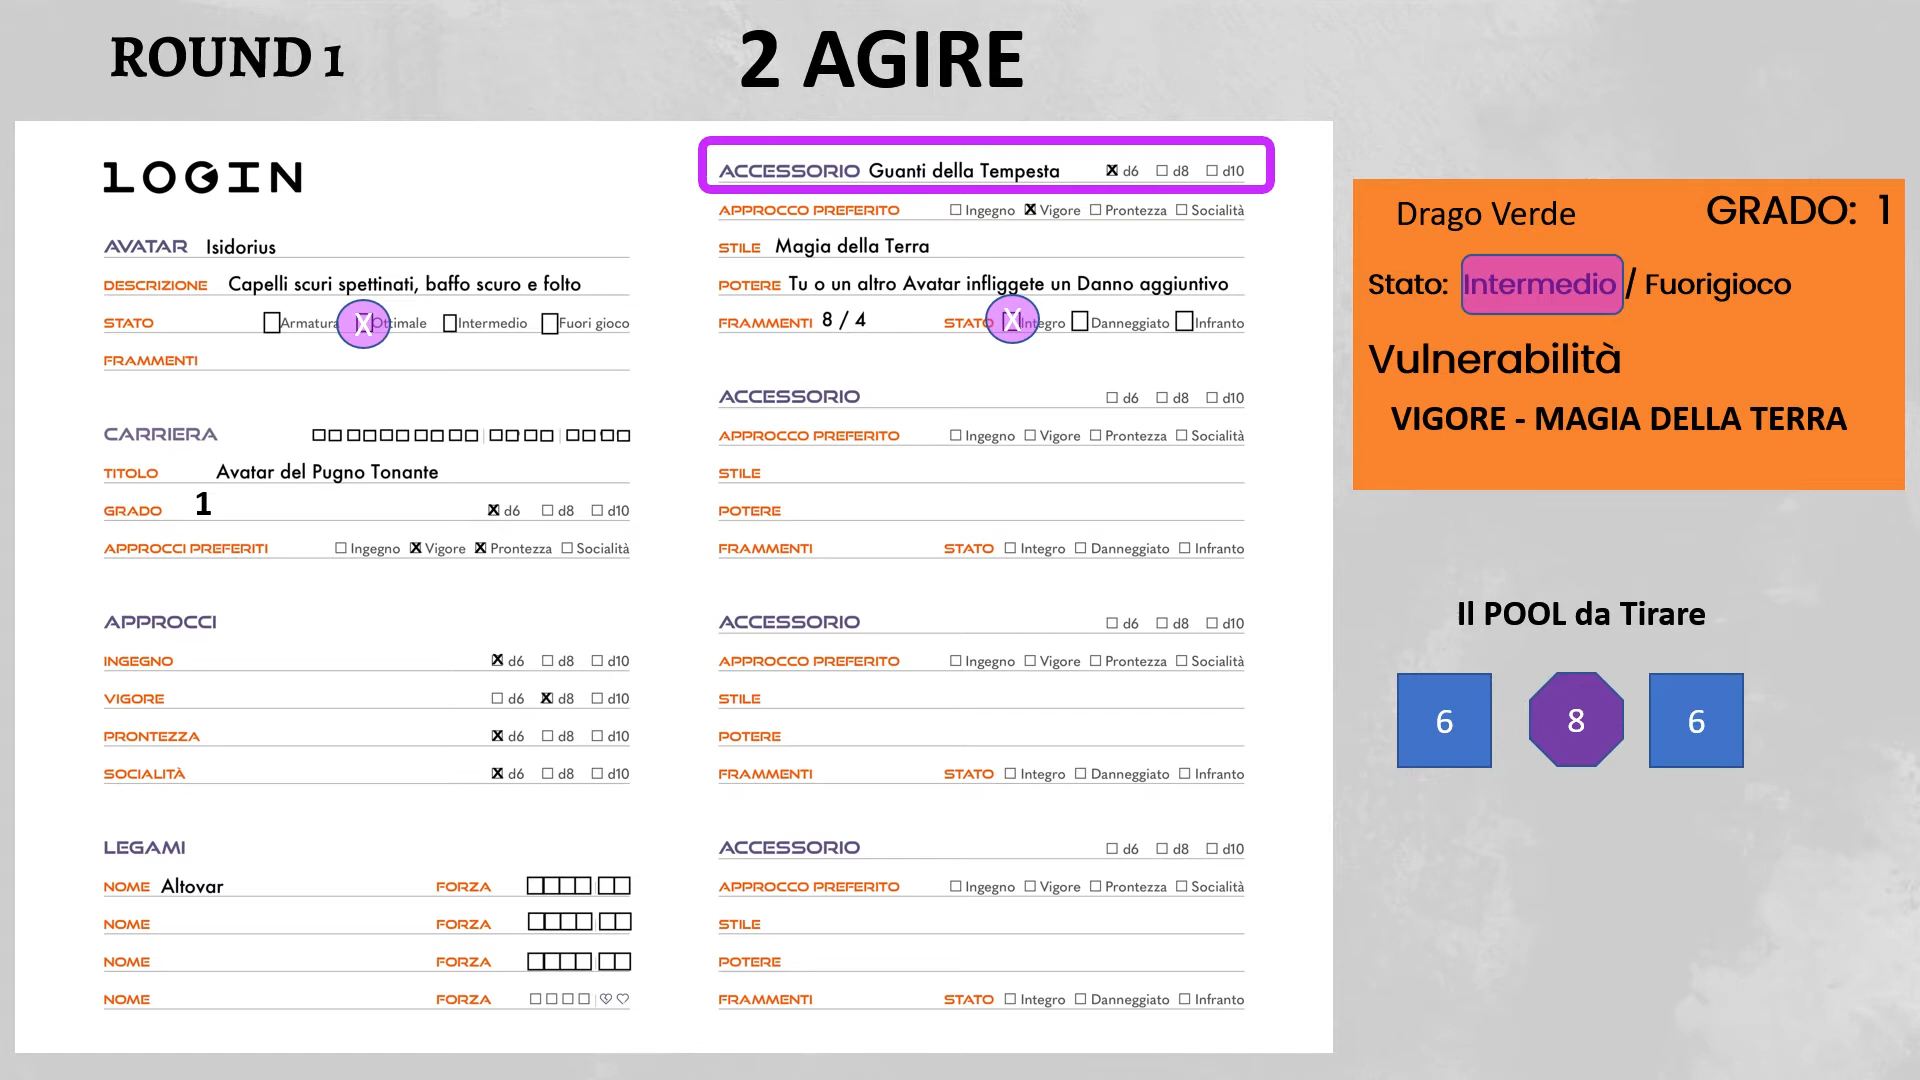 ROUND 1
2 AGIRE
LOGIN
AVATAR Isidorius
DESCRIZIONE Capelli scuri spettinati, baffo scuro e folto
STATO Armatura X Ottimale Intermedio Fuori gioco
FRAMMENTI
CARRIERA
TITOLO Avatar del Pugno Tonante
GRADO 1 X d6 d8 d10
APPROCCI PREFERITI Ingegno X Vigore X Prontezza Socialità
APPROCCI
INGEGNO X d6 d8 d10
VIGORE d6 X d8 d10
PRONTEZZA X d6 d8 d10
SOCIALITÀ X d6 d8 d10
LEGAMI
NOME Altovar FORZA
NOME FORZA
NOME FORZA
NOME FORZA
ACCESSORIO Guanti della Tempesta X d6 d8 d10
APPROCCO PREFERITO Ingegno X Vigore Prontezza Socialità
STILE Magia della Terra
POTERE Tu o un altro Avatar infliggete un Danno aggiuntivo
FRAMMENTI 8 / 4 STATO X Integro Danneggiato Infranto
ACCESSORIO d6 d8 d10
APPROCCO PREFERITO Ingegno Vigore Prontezza Socialità
STILE
POTERE
FRAMMENTI STATO Integro Danneggiato Infranto
ACCESSORIO d6 d8 d10
APPROCCO PREFERITO Ingegno Vigore Prontezza Socialità
STILE
POTERE
FRAMMENTI STATO Integro Danneggiato Infranto
ACCESSORIO d6 d8 d10
APPROCCO PREFERITO Ingegno Vigore Prontezza Socialità
STILE
POTERE
FRAMMENTI STATO Integro Danneggiato Infranto
Drago Verde GRADO: 1
Stato: Intermedio / Fuorigioco
Vulnerabilità
VIGORE - MAGIA DELLA TERRA
Il POOL da Tirare
6 8 6